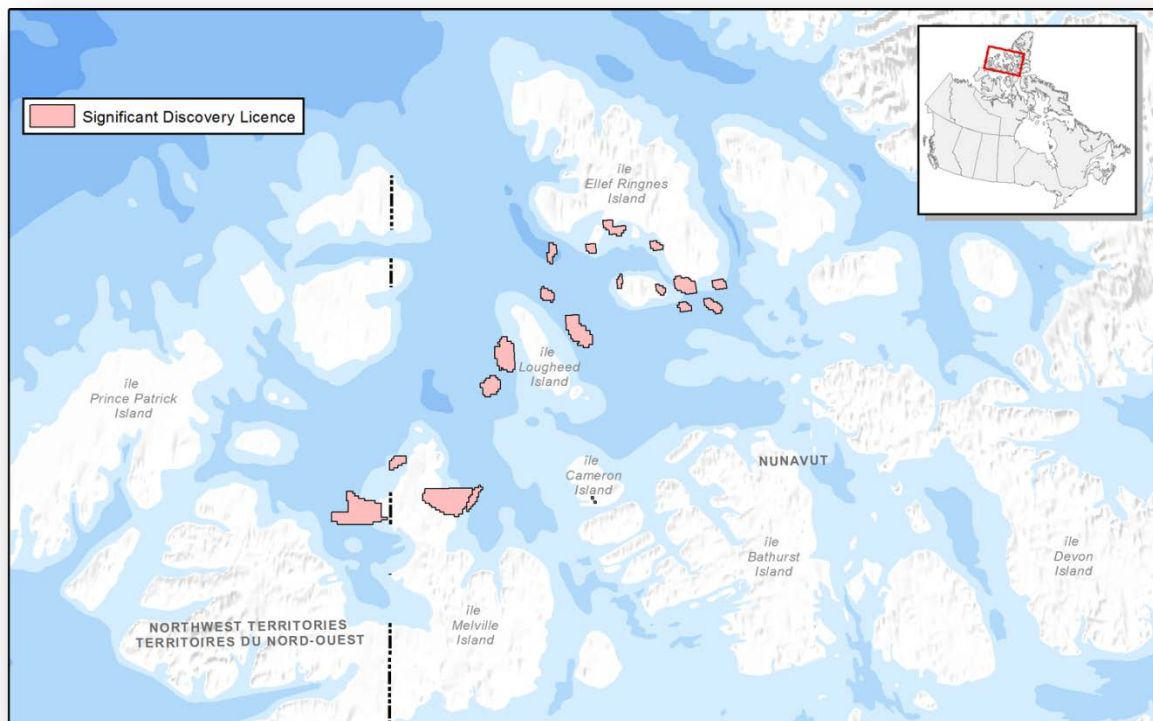 Significant Discovery Licence
île
Ellef Ringnes
Island
île
Lougheed
Island
île
Prince Patrick
Island
île
Cameron
Island
NUNAVUT
île
Bathurst
Island
île
Devon
Island
île
Melville
Island
NORTHWEST TERRITORIES
TERRITOIRES DU NORD-OUEST